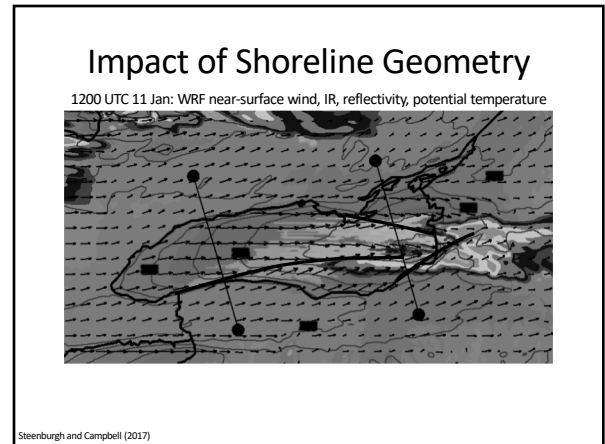 Impact of Shoreline Geometry
1200 UTC 11 Jan: WRF near-surface wind, IR, reflectivity, potential temperature
Steenburgh and Campbell (2017)